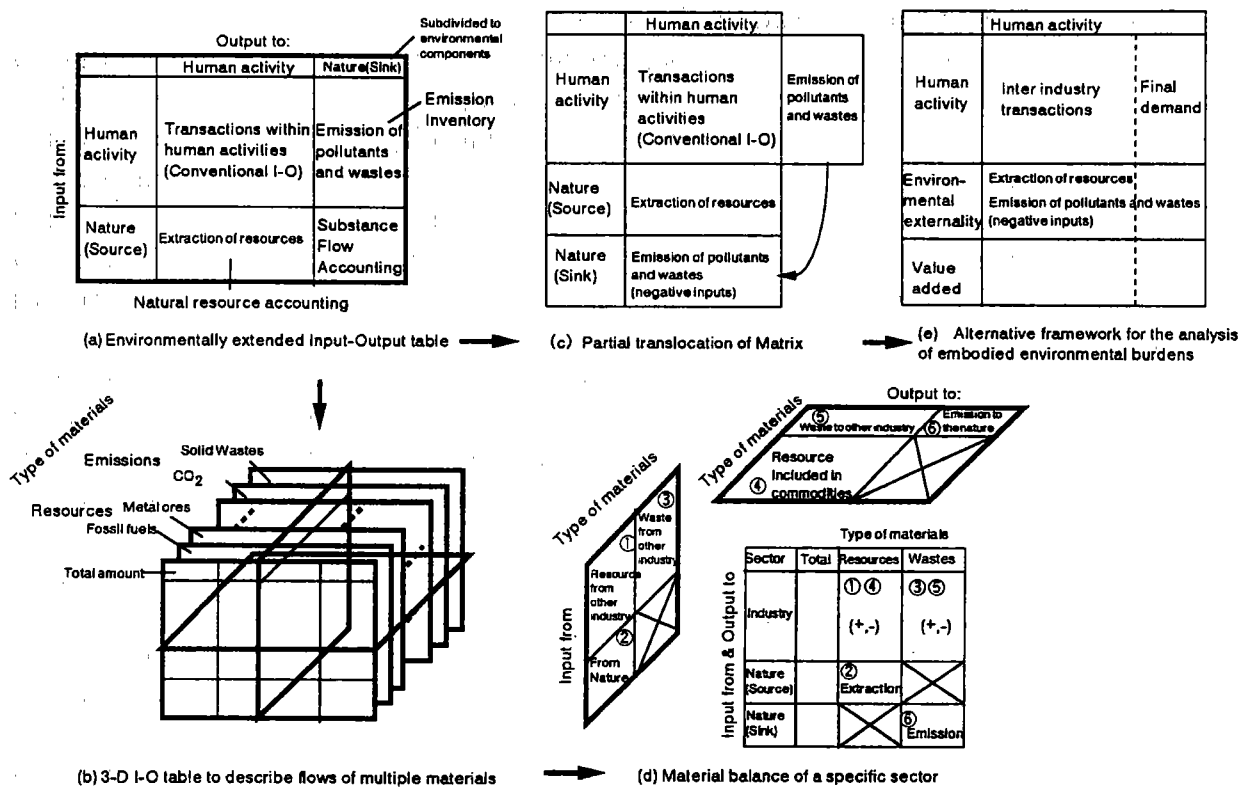 Output to:
Subdivided to
environmental
components
Human activity
Nature(Sink)
Input from:
Human
activity
Transactions within
human activities
(Conventional I-O)
Emission of
pollutants
and wastes
Emission
Inventory
Nature
(Source)
Extraction of resources
Substance
Flow
Accounting
Natural resource accounting
(a) Environmentally extended Input-Output table
Human activity
Human
activity
Transactions
within human
activities
(Conventional I-O)
Emission of
pollutants
and wastes
Nature
(Source)
Extraction of resources
Nature
(Sink)
Emission of pollutants
and wastes
(negative inputs)
(c) Partial translocation of Matrix
Human activity
Human
activity
Inter industry
transactions
Final
demand
Environ-
mental
externality
Extraction of resources
Emission of pollutants and wastes
(negative inputs)
Value
added
(e) Alternative framework for the analysis
of embodied environmental burdens
Type of materials
Emissions
Solid Wastes
CO2
Resources
Metal ores
Fossil fuels
Total amount
(b) 3-D I-O table to describe flows of multiple materials
Type of materials
Input from
①
Resource
from
other
industry
③
Waste
from
other
industry
②
From
Nature
Output to:
Type of materials
⑤
Waste to other industry
Emission to
⑥ the nature
Resource
included in
④ commodities
Type of materials
Input from & Output to
Sector Total Resources Wastes
Industry
① ④
(+,-)
③ ⑤
(+,-)
Nature
(Source)
②
Extraction
Nature
(Sink)
⑥
Emission
(d) Material balance of a specific sector